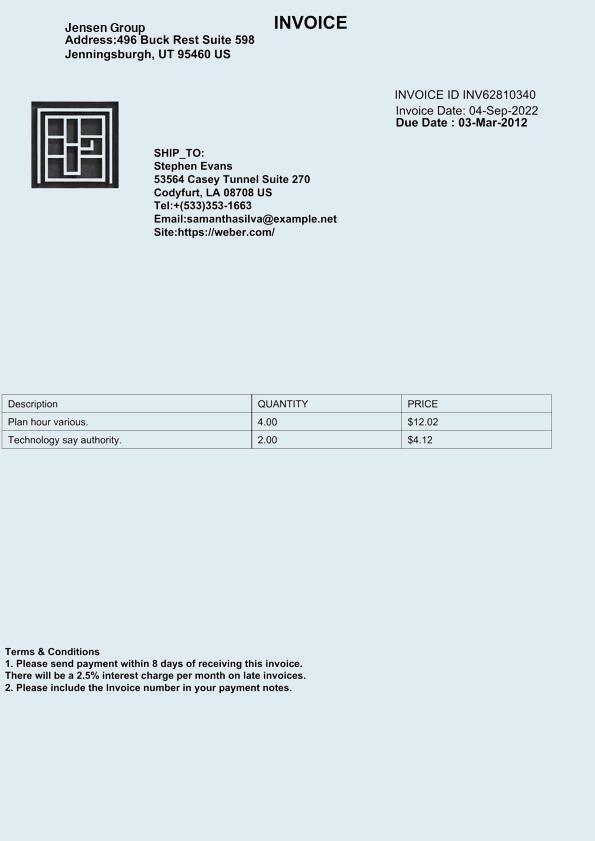 INVOICE
Jensen Group
Address:496 Buck Rest Suite 598
Jenningsburgh, UT 95460 US
INVOICE ID INV62810340
Invoice Date: 04-Sep-2022
Due Date : 03-Mar-2012
SHIP_TO:
Stephen Evans
53564 Casey Tunnel Suite 270
Codyfurt, LA 08708 US
Tel:+(533)353-1663
Email:samanthasilva@example.net
Site:https://weber.com/
Description QUANTITY PRICE
Plan hour various. 4.00 $12.02
Technology say authority. 2.00 $4.12
Terms & Conditions
1. Please send payment within 8 days of receiving this invoice.
There will be a 2.5% interest charge per month on late invoices.
2. Please include the Invoice number in your payment notes.